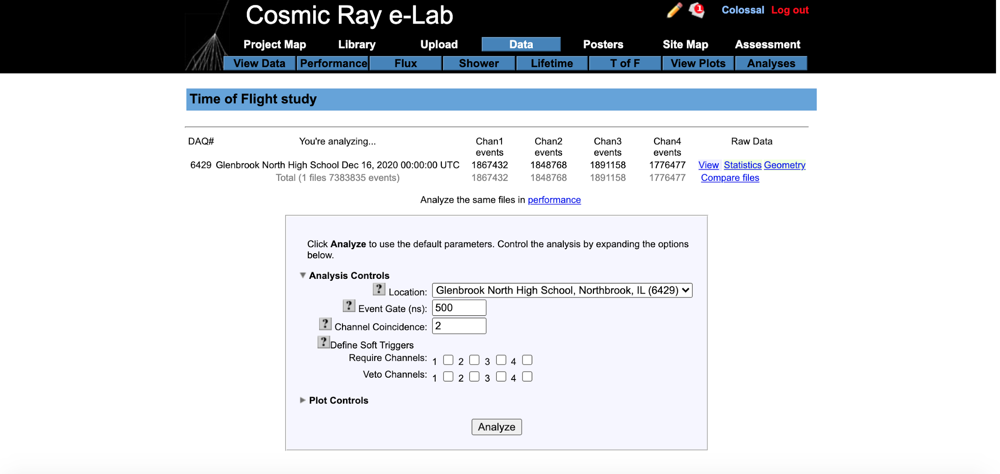 Cosmic Ray e-Lab
1
Colossal Log out
Project Map Library Upload Data Posters Site Map Assessment
View Data Performance Flux Shower Lifetime T of F View Plots Analyses
Time of Flight study
DAQ# You're analyzing... Chan1 events Chan2 events Chan3 events Chan4 events Raw Data
6429 Glenbrook North High School Dec 16, 2020 00:00:00 UTC 1867432 1848768 1891158 1776477 View Statistics Geometry
Total (1 files 7383835 events) 1867432 1848768 1891158 1776477 Compare files
Analyze the same files in performance
Click Analyze to use the default parameters. Control the analysis by expanding the options
below.
▼ Analysis Controls
? Location: Glenbrook North High School, Northbrook, IL (6429)
? Event Gate (ns): 500
? Channel Coincidence: 2
? Define Soft Triggers
Require Channels: 1 2 3 4
Veto Channels: 1 2 3 4
► Plot Controls
Analyze